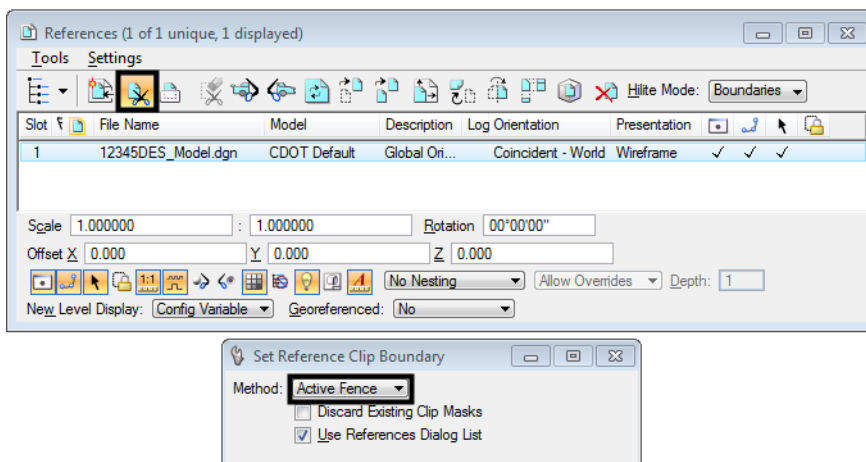 References (1 of 1 unique, 1 displayed)
Tools Settings
Hilite Mode: Boundaries
Slot File Name Model Description Log Orientation Presentation
1 12345DES_Model.dgn CDOT Default Global Ori... Coincident - World Wireframe
Scale 1.000000 : 1.000000 Rotation 00°00'00"
Offset X 0.000 Y 0.000 Z 0.000
1:1 A No Nesting Allow Overrides Depth: 1
New Level Display: Config Variable Georeferenced: No
Set Reference Clip Boundary
Method: Active Fence
Discard Existing Clip Masks
Use References Dialog List